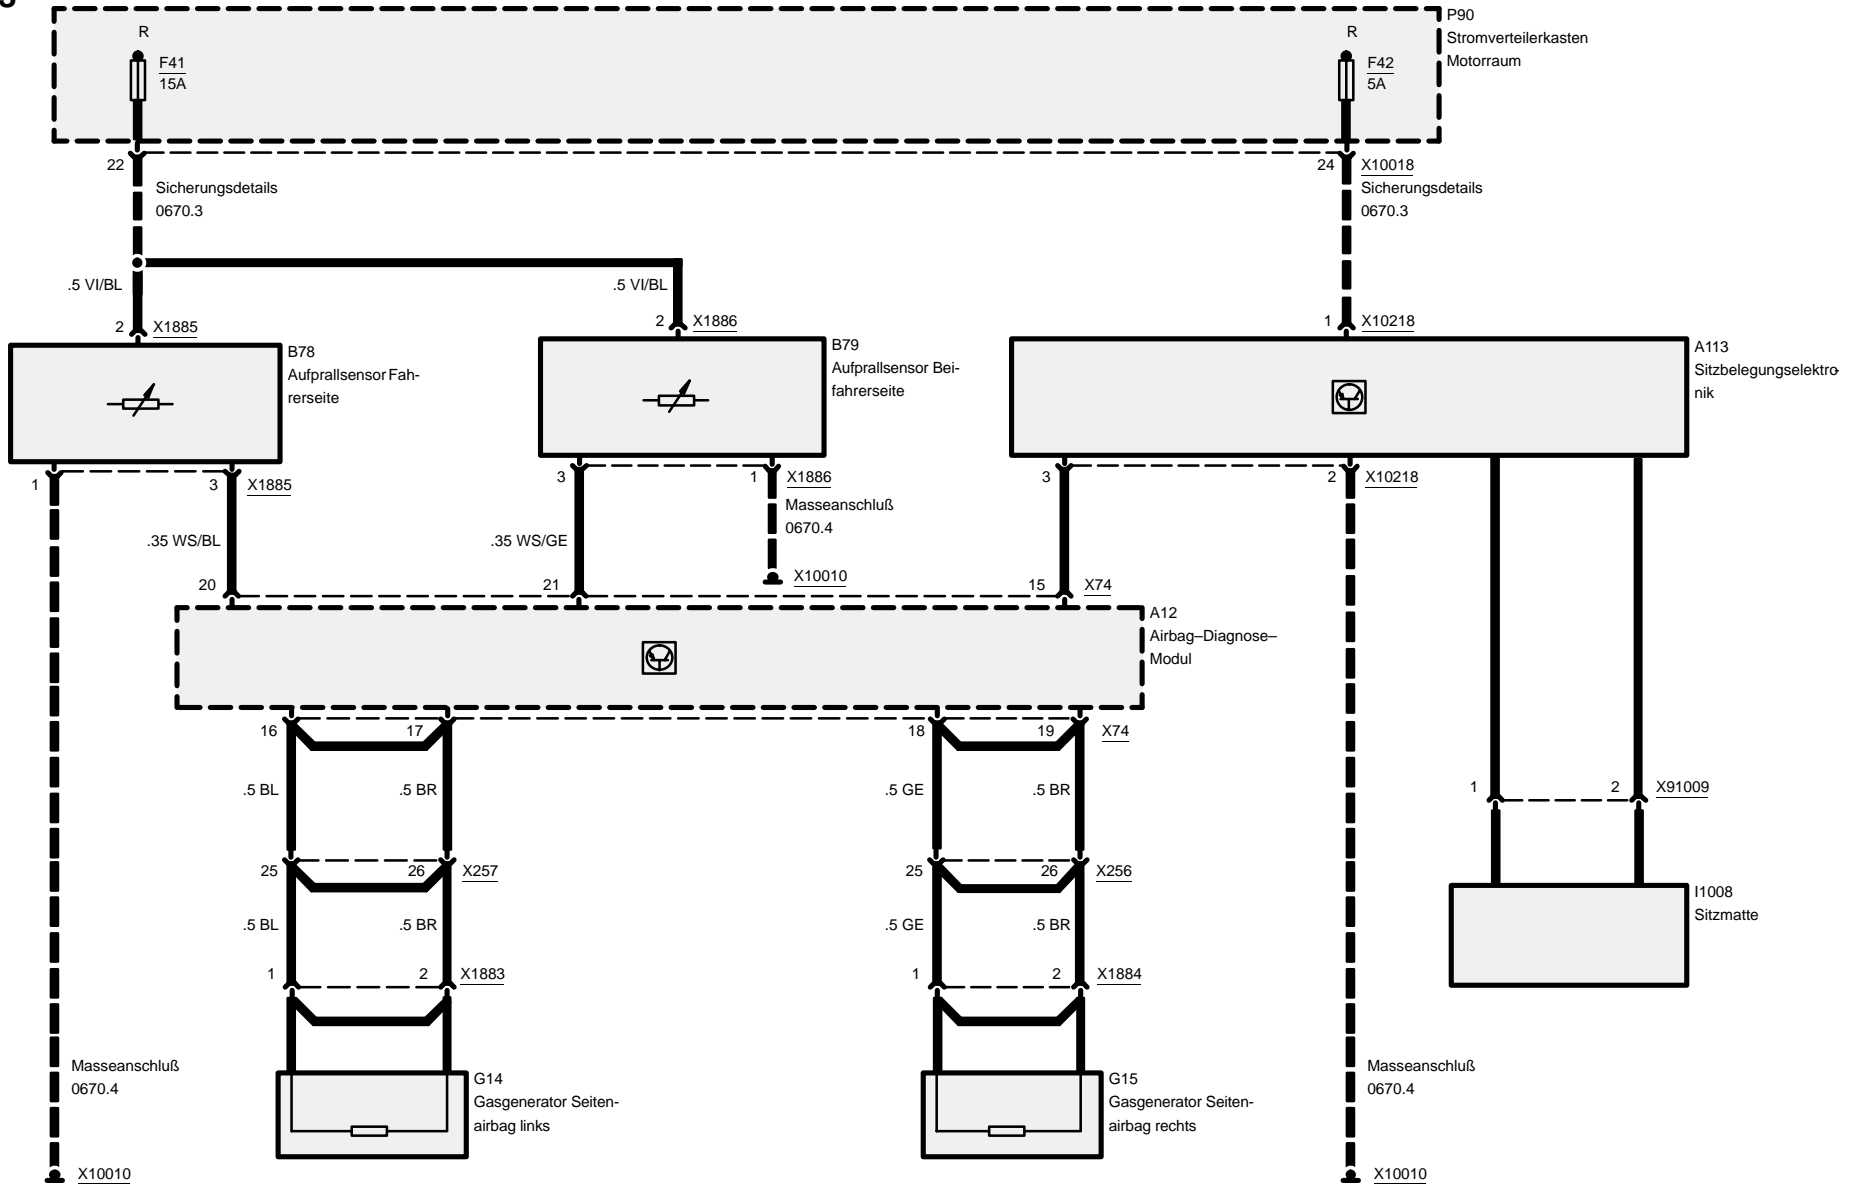 P90
R
R
Stromverteilerkasten
F41
F42
Motorraum
15A
5A
22
24
X10018
Sicherungsdetails
Sicherungsdetails
0670.3
0670.3
.5 VI/BL
.5 VI/BL
2
X1885
2
X1886
1
X10218
B78
Aufprallsensor Fah-
rerseite
B79
Aufprallsensor Bei-
fahrerseite
A113
Sitzbelegungselektro-
nik
1
3
X1885
3
1
X1886
3
2
X10218
Masseanschluß
0670.4
.35 WS/BL
.35 WS/GE
X10010
20
21
15
X74
A12
Airbag–Diagnose–
Modul
16
17
18
19
X74
.5 BL
.5 BR
.5 GE
.5 BR
1
2
X91009
25
26
X257
25
26
X256
I1008
Sitzmatte
.5 BL
.5 BR
.5 GE
.5 BR
1
2
X1883
1
2
X1884
Masseanschluß
0670.4
G14
Gasgenerator Seiten-
airbag links
G15
Gasgenerator Seiten-
airbag rechts
Masseanschluß
0670.4
X10010
X10010